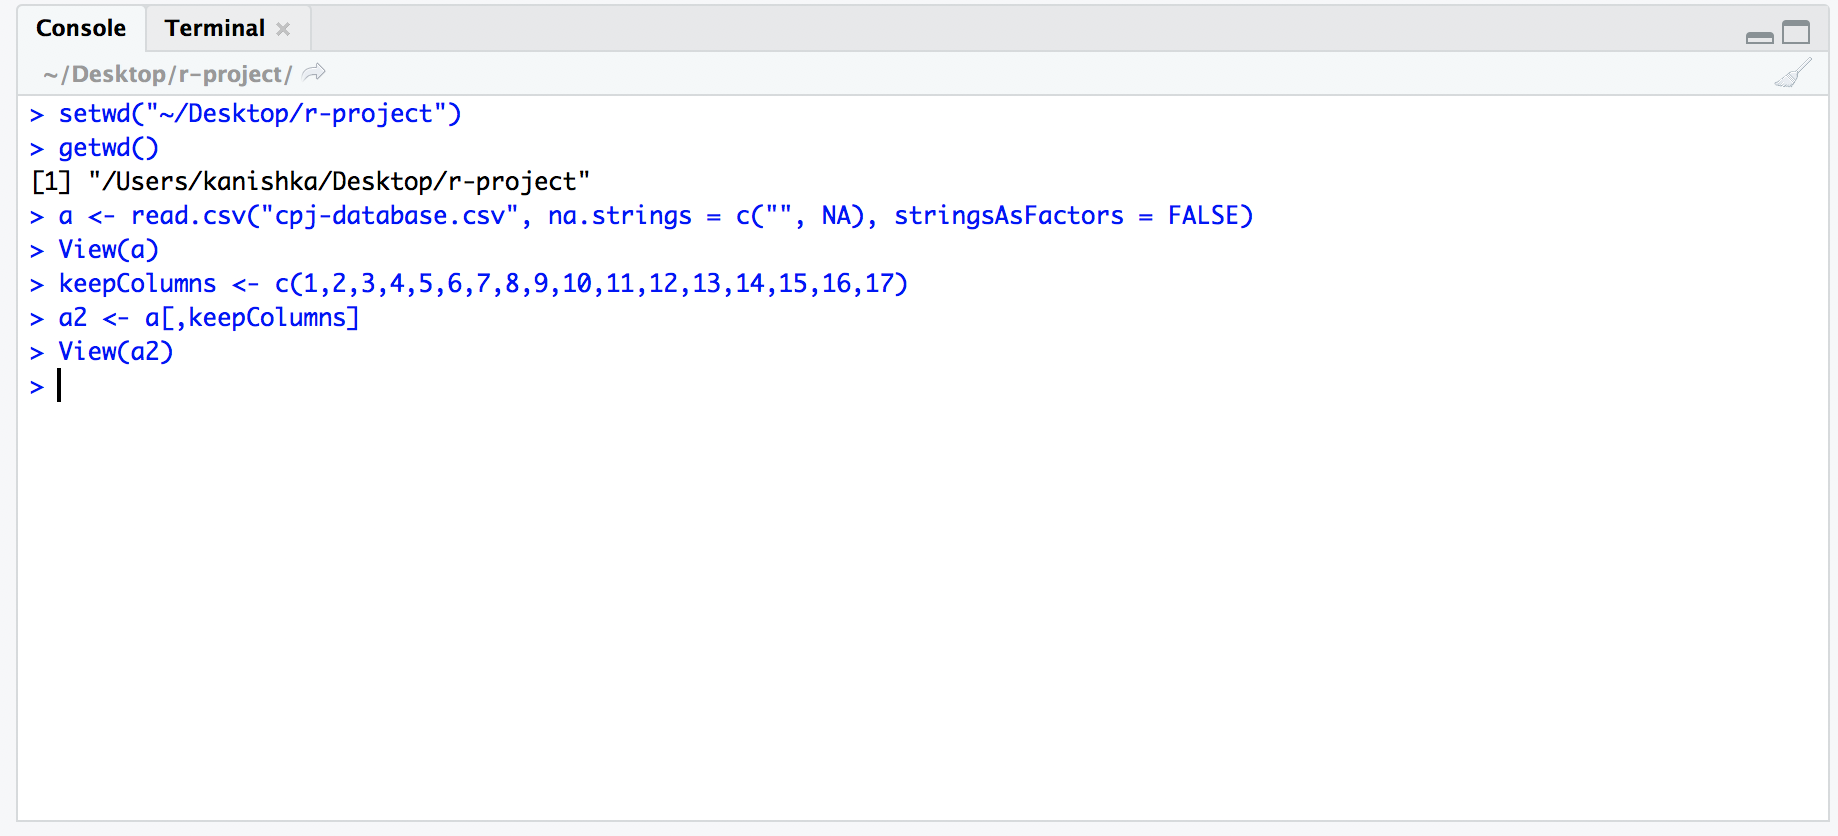 Console
Terminal
~/Desktop/r-project/
> setwd("~/Desktop/r-project")
> getwd()
[1] "/Users/kanishka/Desktop/r-project"
> a <- read.csv("cpj-database.csv", na.strings = c("", NA), stringsAsFactors = FALSE)
> View(a)
> keepColumns <- c(1,2,3,4,5,6,7,8,9,10,11,12,13,14,15,16,17)
> a2 <- a[,keepColumns]
> View(a2)
>